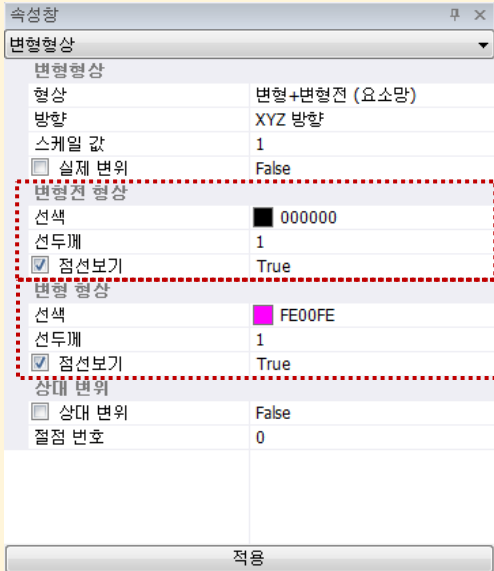 속성창
변형형상
변형형상
형상 변형+변형전 (요소망)
방향 XYZ 방향
스케일 값 1
실제 변위 False
변형전 형상
선색 000000
선두께 1
점선보기 True
변형 형상
선색 FE00FE
선두께 1
점선보기 True
상대 변위
상대 변위 False
절점 번호 0
적용